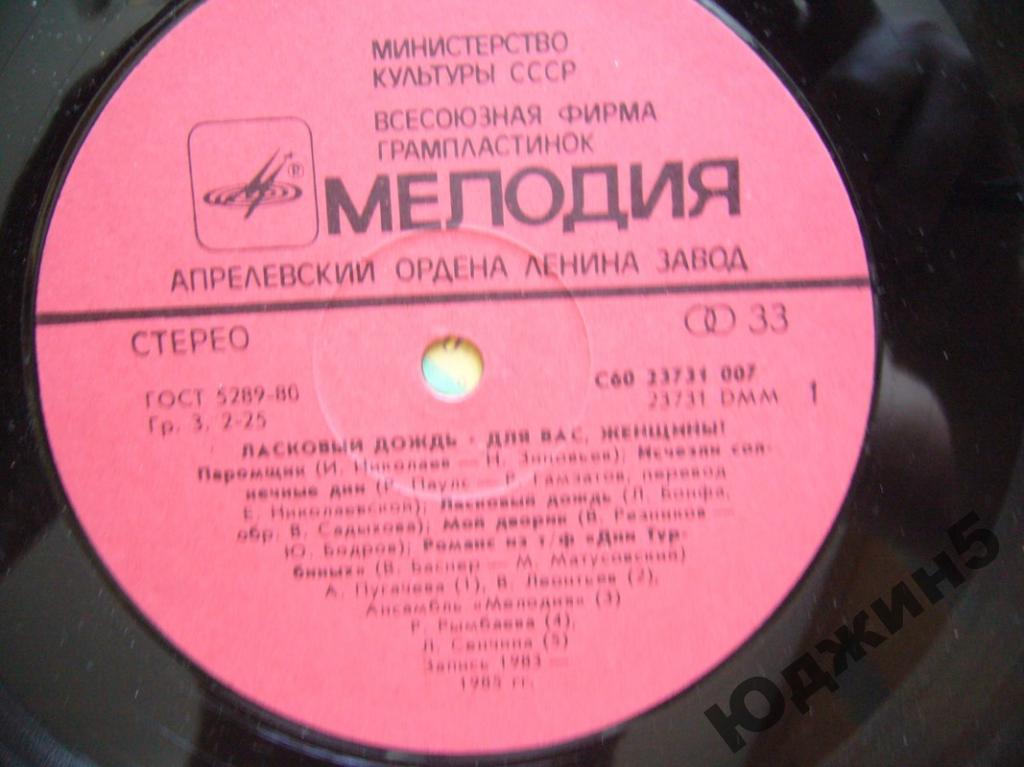 МИНИСТЕРСТВО
КУЛЬТУРЫ СССР
ВСЕСОЮЗНАЯ ФИРМА
ГРАМПЛАСТИНОК
МЕЛОДИЯ
АПРЕЛЕВСКИЙ ОРДЕНА ЛЕНИНА ЗАВОД
СТЕРЕО
33
ГОСТ 5289-80
Гр. 3. 2-25
С60 23731 007
23731 DMM
1
ЛАСКОВЫЙ ДОЖДЬ • ДЛЯ ВАС, ЖЕНЩИНЫ!
Паромщик (И. Николаев — Н. Зиновьев); Исчезли сол-
нечные дни (Р. Паулс — Р. Гамзатов, перевод
Е. Николаевской); Ласковый дождь (Л. Бонфа,
обр. В. Садыхова); Мой дворик (В. Резников —
Ю. Бодров); Романс из т/ф «Дни Тур-
биных» (В. Баснер — М. Матусовский)
А. Пугачева (1), В. Леонтьев (2),
Ансамбль «Мелодия» (3)
Р. Рымбаева (4),
Л. Сенчина (5)
Запись 1983 —
1985 гг.
ЮДЖИН5